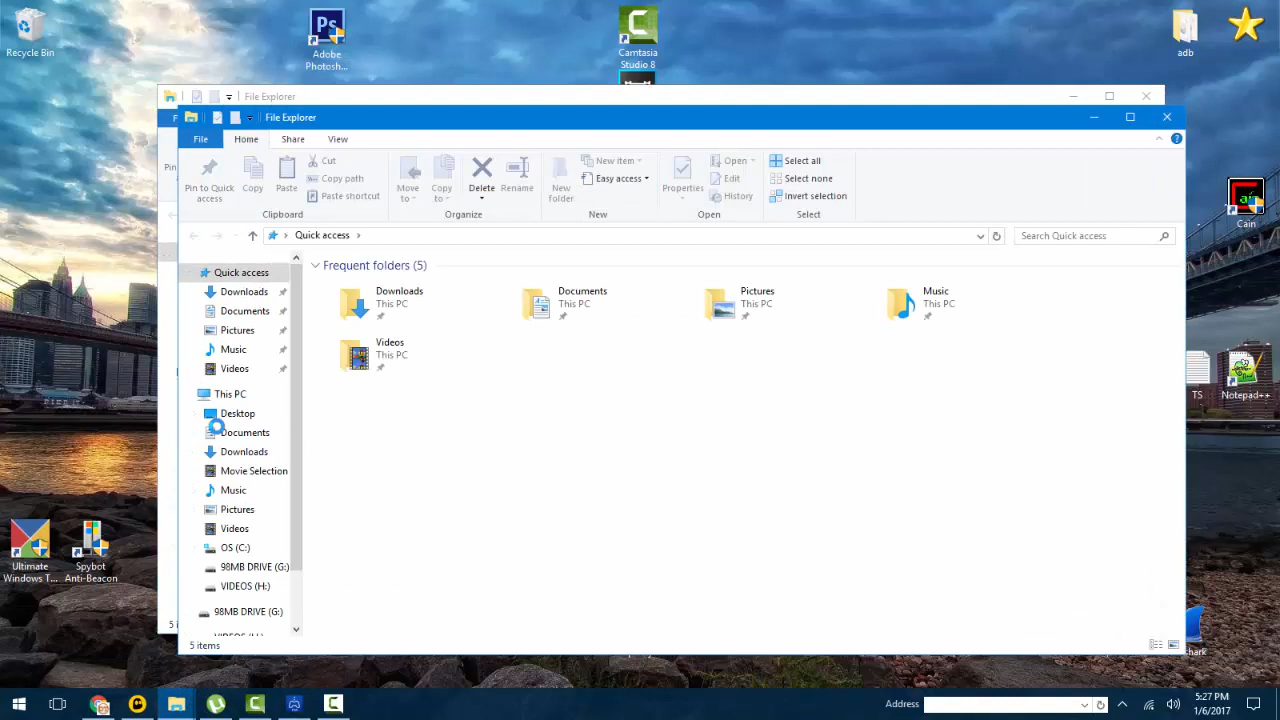 Recycle Bin
Adobe
Photosh...
Camtasia
Studio 8
adb
File Explorer
File Explorer
File
Home
Share
View
Pin to Quick
access
Copy
Paste
Cut
Copy path
Paste shortcut
Clipboard
Move
to
Copy
to
Delete
Rename
Organize
New
folder
New item
Easy access
New
Properties
Open
Edit
History
Open
Select all
Select none
Invert selection
Select
Quick access
Search Quick access
Quick access
Downloads
Documents
Pictures
Music
Videos
This PC
Desktop
Documents
Downloads
Movie Selection
Music
Pictures
Videos
OS (C:)
98MB DRIVE (G:)
VIDEOS (H:)
98MB DRIVE (G:)
Frequent folders (5)
Downloads
This PC
Documents
This PC
Pictures
This PC
Music
This PC
Videos
This PC
5 items
Cain
TS
Notepad++
Ultimate
Windows T...
Spybot
Anti-Beacon
Address
5:27 PM
1/6/2017